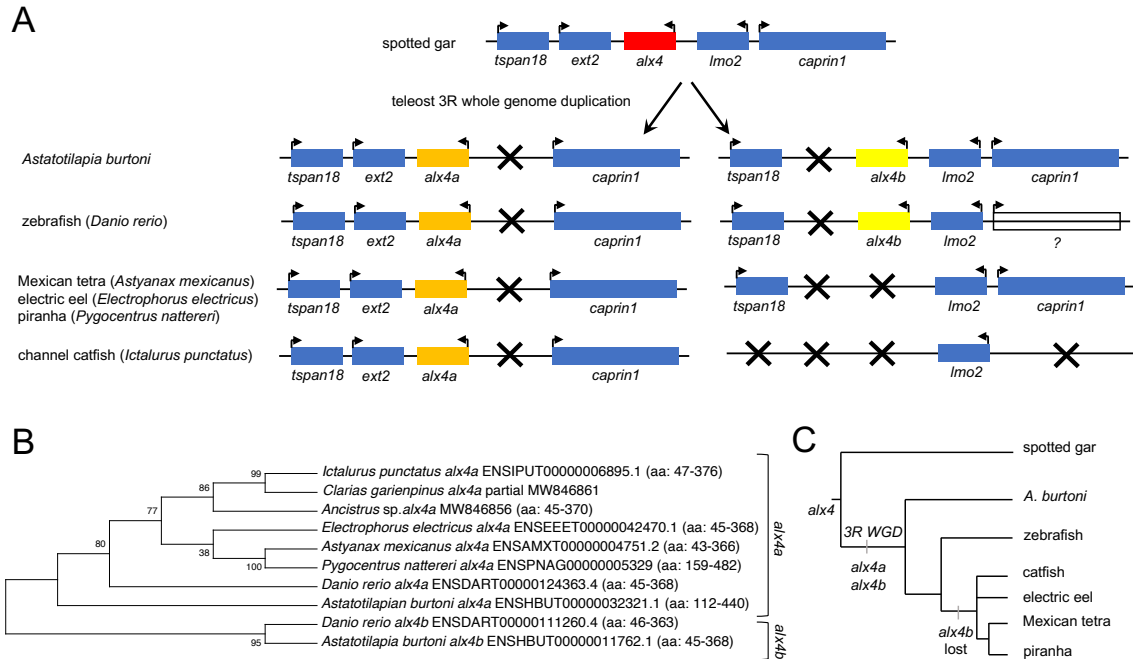 A
spotted gar
tspan18 ext2 alx4 lmo2 caprin1
teleost 3R whole genome duplication
Astatotilapia burtoni
tspan18 ext2 alx4a caprin1 tspan18 alx4b lmo2 caprin1
zebrafish (Danio rerio)
tspan18 ext2 alx4a caprin1 tspan18 alx4b lmo2 ?
Mexican tetra (Astyanax mexicanus)
electric eel (Electrophorus electricus)
piranha (Pygocentrus nattereri)
tspan18 ext2 alx4a caprin1 tspan18 lmo2 caprin1
channel catfish (Ictalurus punctatus)
tspan18 ext2 alx4a caprin1 lmo2
B
99
86
77
38
100
80
95
Ictalurus punctatus alx4a ENSIPUT00000006895.1 (aa: 47-376)
Clarias garienpinus alx4a partial MW846861
Ancistrus sp.alx4a MW846856 (aa: 45-370)
Electrophorus electricus alx4a ENSEEET00000042470.1 (aa: 45-368)
Astyanax mexicanus alx4a ENSAMXT00000004751.2 (aa: 43-366)
Pygocentrus nattereri alx4a ENSPNAG00000005329 (aa: 159-482)
Danio rerio alx4a ENSDART00000124363.4 (aa: 45-368)
Astatotilapian burtoni alx4a ENSHBUT00000032321.1 (aa: 112-440)
Danio rerio alx4b ENSDART00000111260.4 (aa: 46-363)
Astatotilapia burtoni alx4b ENSHBUT00000011762.1 (aa: 45-368)
alx4a
alx4b
C
spotted gar
alx4
A. burtoni
3R WGD
alx4a
alx4b
zebrafish
catfish
electric eel
alx4b
lost
Mexican tetra
piranha